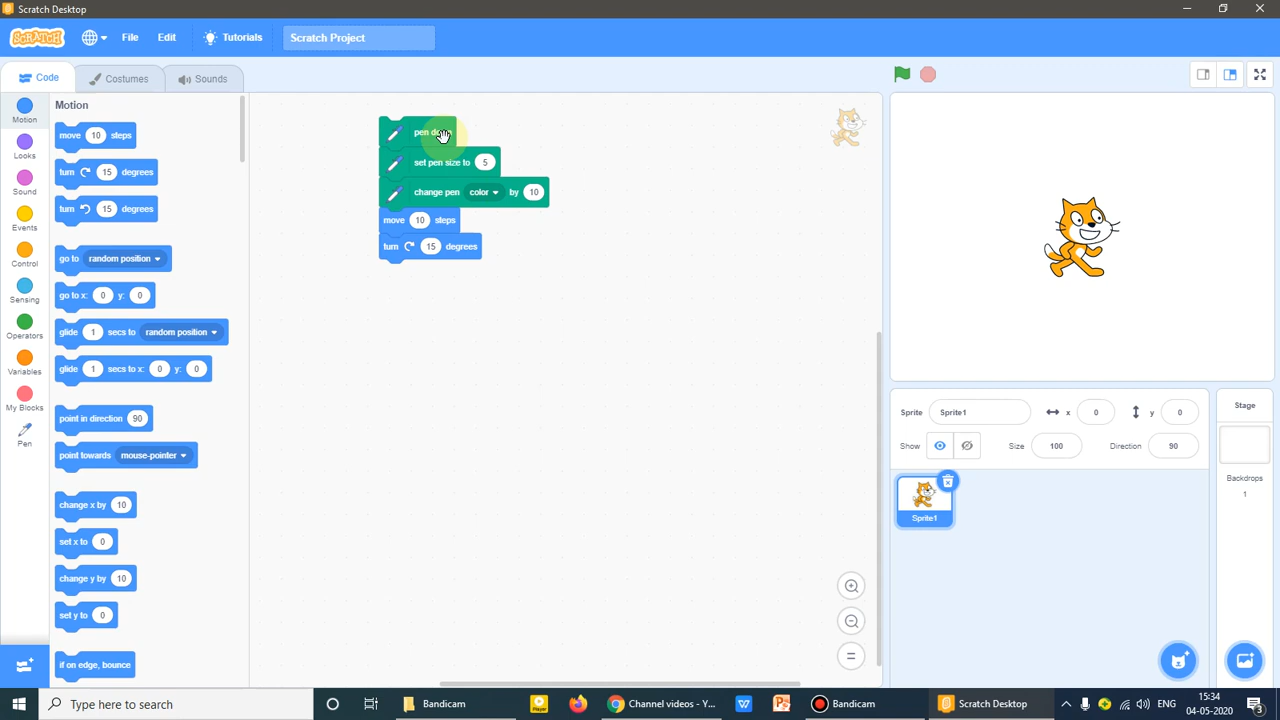 Scratch Desktop
SCRATCH File Edit Tutorials Scratch Project
Code Costumes Sounds
Motion
Looks
Sound
Events
Control
Sensing
Operators
Variables
My Blocks
Pen
Motion
move 10 steps
turn 15 degrees
turn 15 degrees
go to random position
go to x: 0 y: 0
glide 1 secs to random position
glide 1 secs to x: 0 y: 0
point in direction 90
point towards mouse-pointer
change x by 10
set x to 0
change y by 10
set y to 0
if on edge, bounce
pen
set pen size to 5
change pen color by 10
move 10 steps
turn 15 degrees
Sprite Sprite1 x 0 y 0
Show Size 100 Direction 90
Sprite1
Stage
Backdrops
1
Type here to search
Bandicam
Channel videos - Y...
Bandicam
Scratch Desktop
ENG
15:34
04-05-2020
3